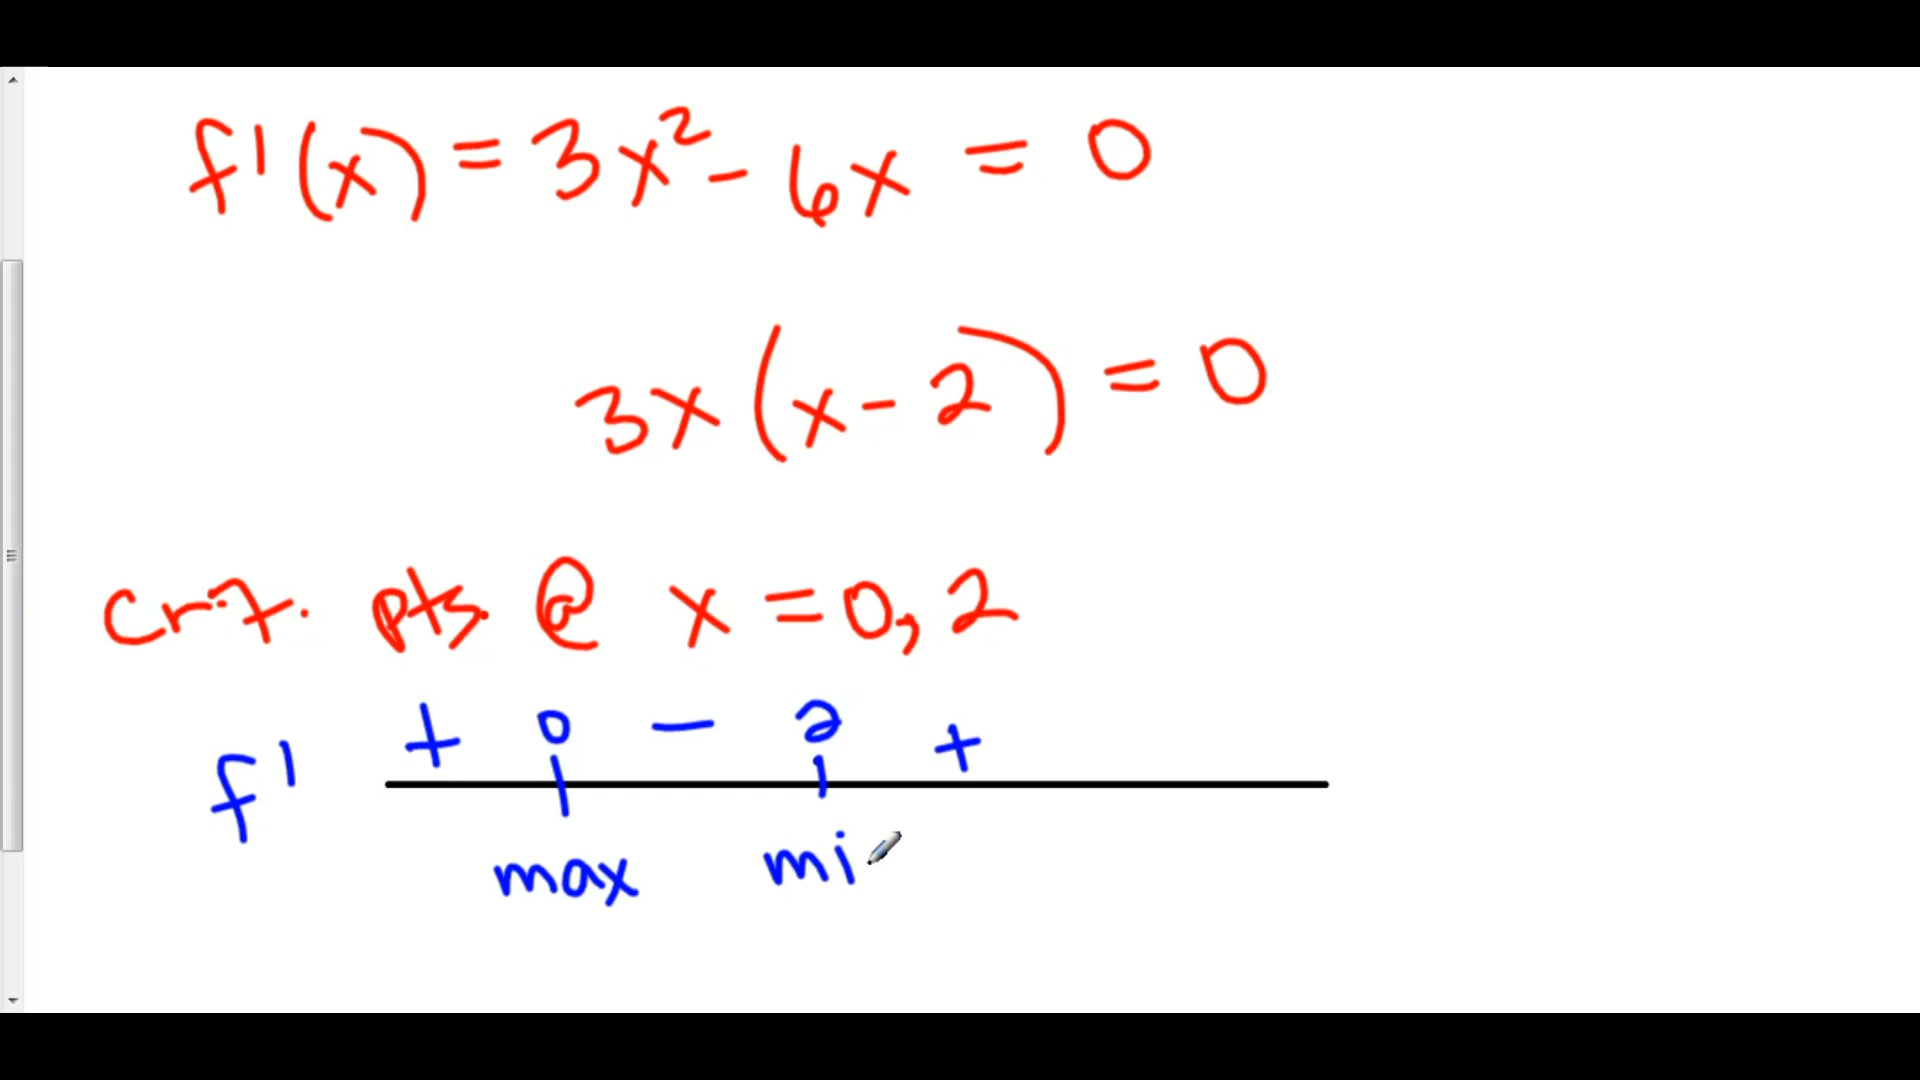 f'(x) = 3x² - 6x = 0
3x(x - 2) = 0
Crit. pts. @ x = 0, 2
f' + 0 - 2 +
max mi